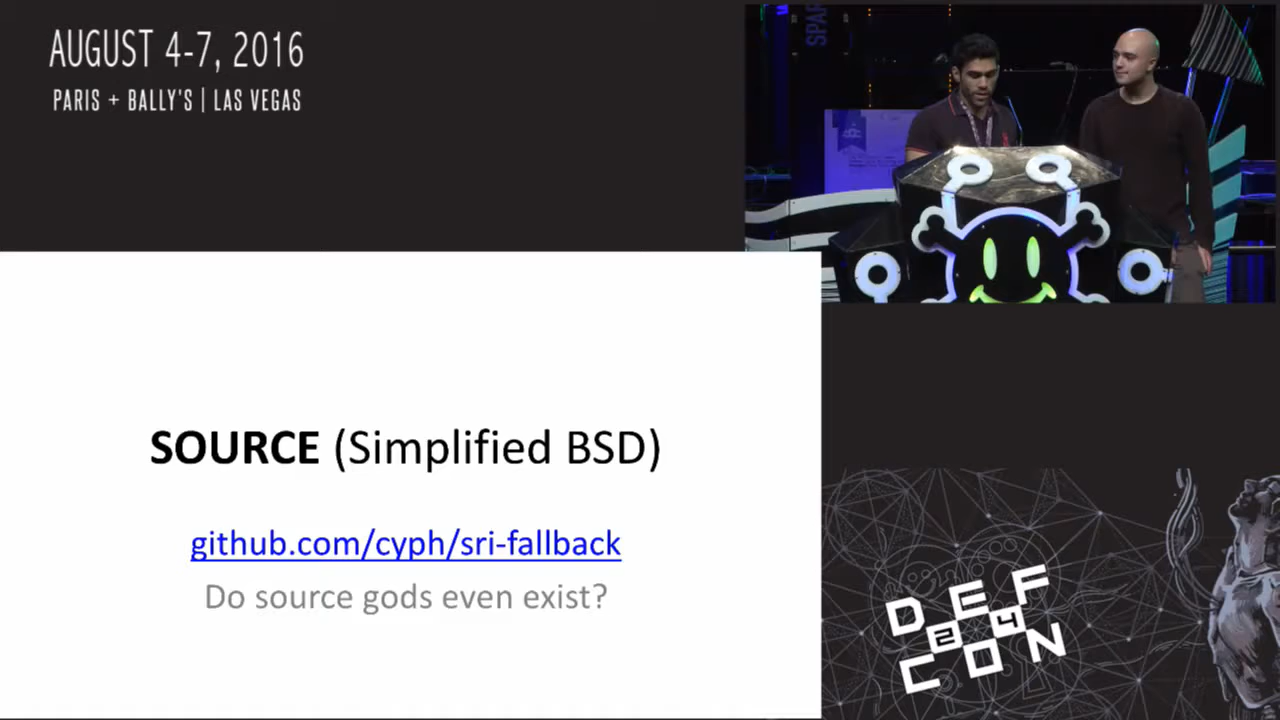 AUGUST 4-7, 2016
PARIS + BALLY'S | LAS VEGAS
SPAR
SOURCE (Simplified BSD)
github.com/cyph/sri-fallback
Do source gods even exist?
DEF
24
CON